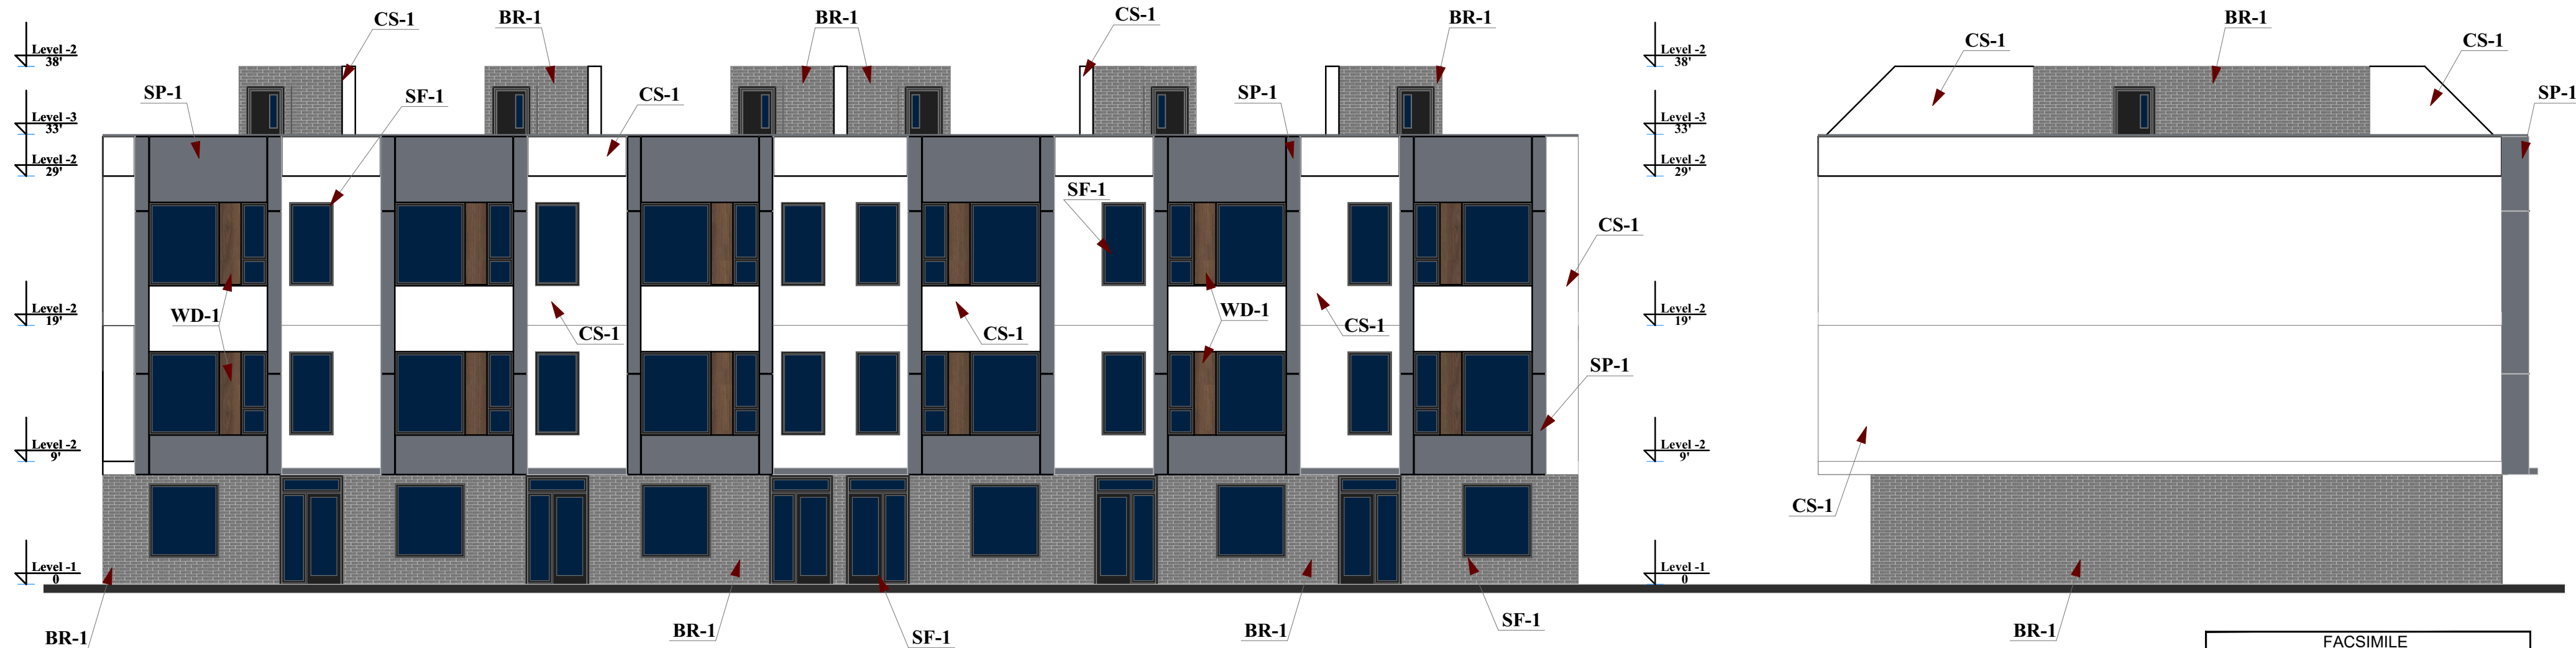 CS-1
BR-1
BR-1
CS-1
BR-1
BR-1
CS-1
CS-1
Level -2
38'
Level -2
38'
SP-1
SF-1
CS-1
SP-1
SP-1
Level -3
33'
Level -3
33'
Level -2
29'
Level -2
29'
SF-1
CS-1
Level -2
19'
WD-1
CS-1
CS-1
WD-1
CS-1
Level -2
19'
SP-1
Level -2
9'
Level -2
9'
CS-1
Level -1
0
Level -1
0
BR-1
BR-1
SF-1
BR-1
SF-1
BR-1
FACSIMILE